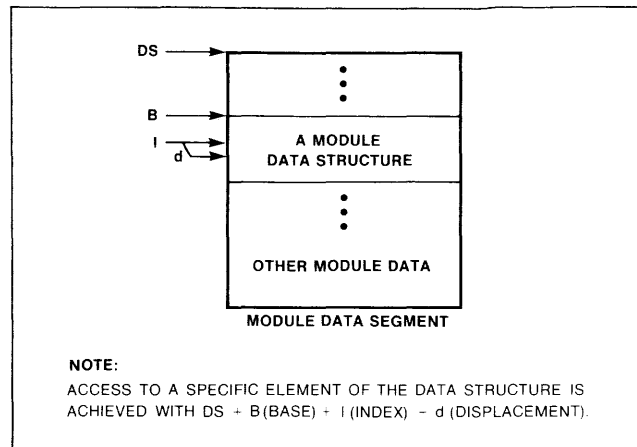 DS
B
I
d
A MODULE
DATA STRUCTURE
OTHER MODULE DATA
MODULE DATA SEGMENT
NOTE:
ACCESS TO A SPECIFIC ELEMENT OF THE DATA STRUCTURE IS
ACHIEVED WITH DS + B (BASE) + I (INDEX) − d (DISPLACEMENT).